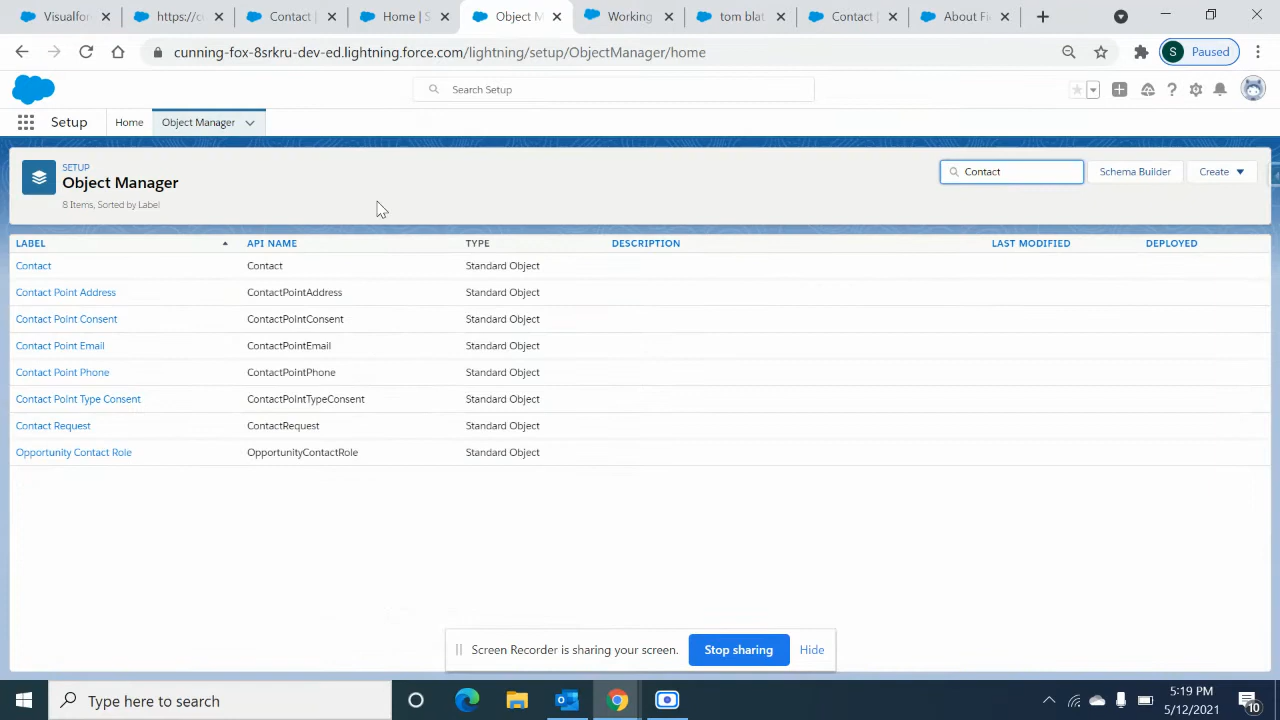 Visualfor
https://c
Contact |
Home | S
Object M
Working
tom blat
Contact |
About Fi
cunning-fox-8srkru-dev-ed.lightning.force.com/lightning/setup/ObjectManager/home
S Paused
Search Setup
Setup Home Object Manager
SETUP
Object Manager
8 Items, Sorted by Label
Contact
Schema Builder
Create
LABEL API NAME TYPE DESCRIPTION LAST MODIFIED DEPLOYED
Contact Contact Standard Object
Contact Point Address ContactPointAddress Standard Object
Contact Point Consent ContactPointConsent Standard Object
Contact Point Email ContactPointEmail Standard Object
Contact Point Phone ContactPointPhone Standard Object
Contact Point Type Consent ContactPointTypeConsent Standard Object
Contact Request ContactRequest Standard Object
Opportunity Contact Role OpportunityContactRole Standard Object
Screen Recorder is sharing your screen. Stop sharing Hide
Type here to search
5:19 PM
5/12/2021
10